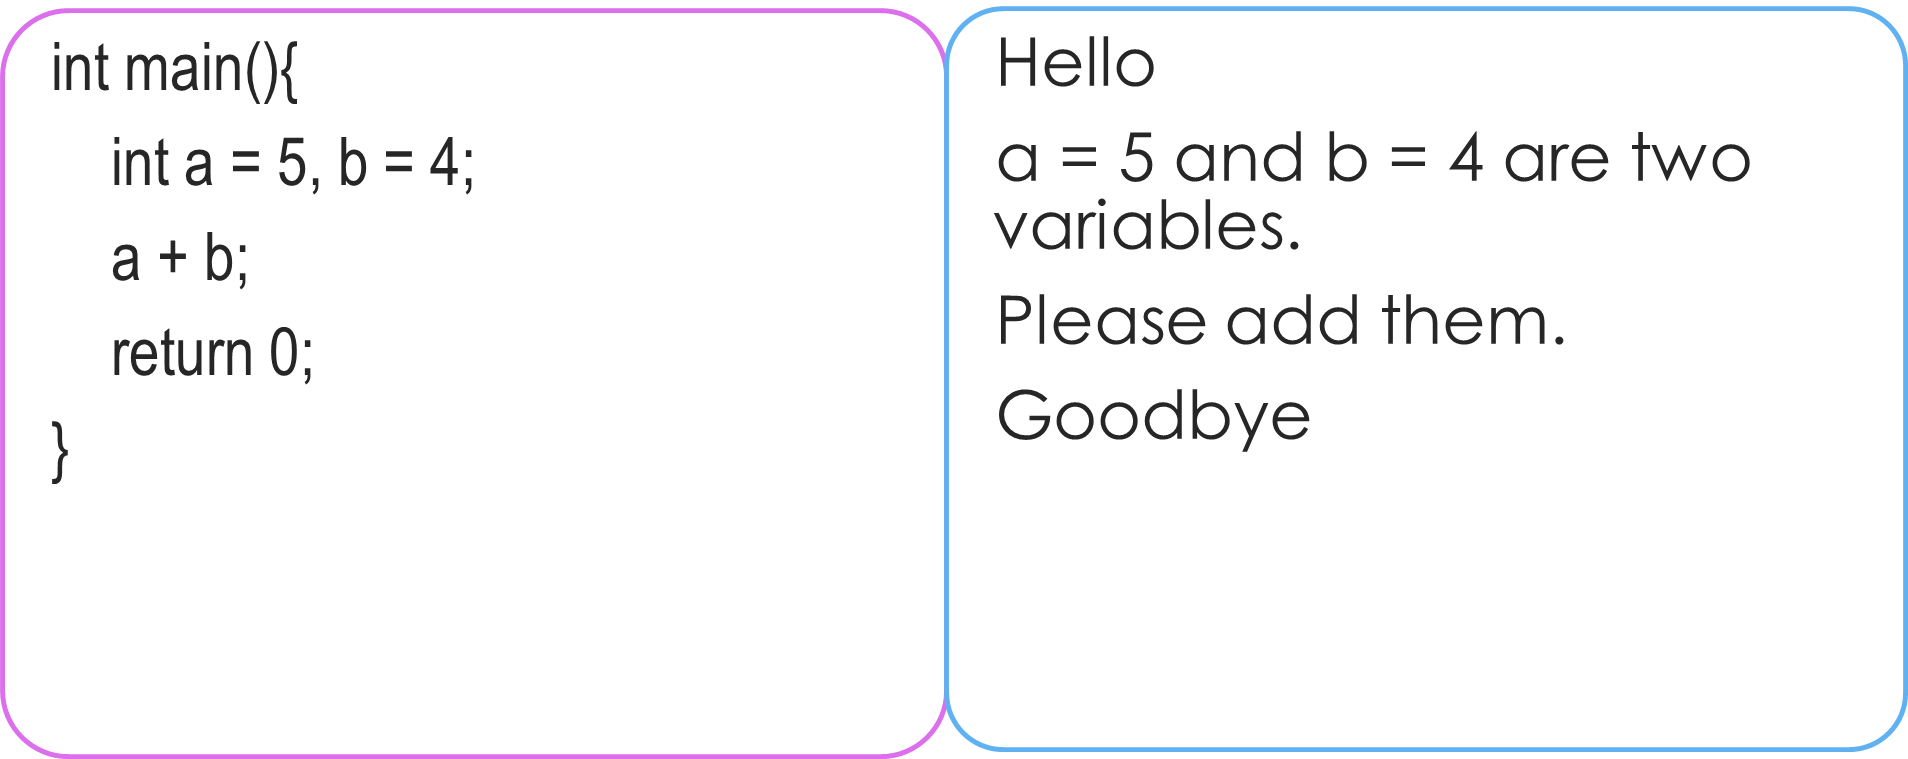 int main(){
int a = 5, b = 4;
a + b;
return 0;
}
Hello
a = 5 and b = 4 are two
variables.
Please add them.
Goodbye